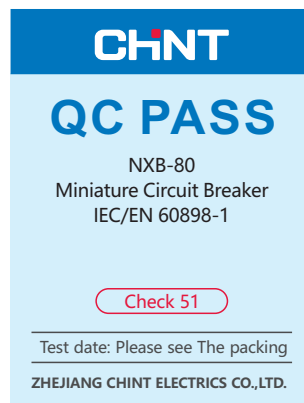 CHNT
QC PASS
NXB-80
Miniature Circuit Breaker
IEC/EN 60898-1
Check 51
Test date: Please see The packing
ZHEJIANG CHINT ELECTRICS CO.,LTD.